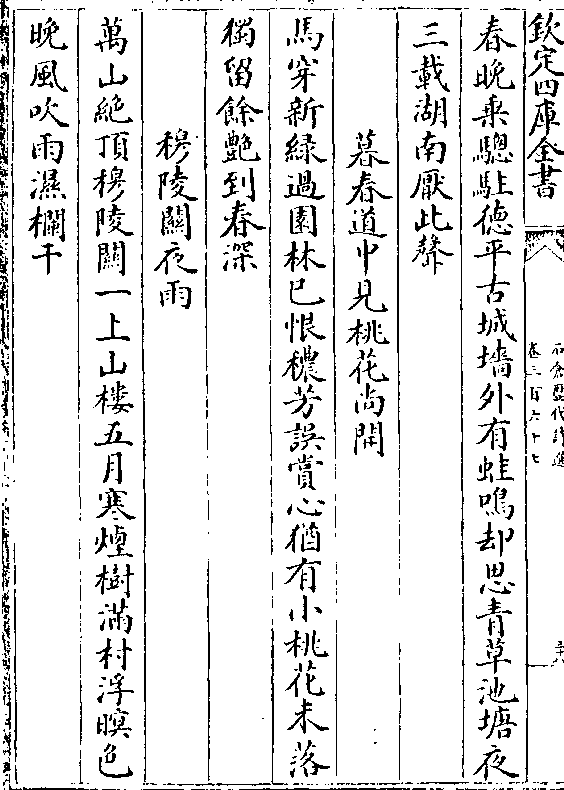 欽定四庫全書
石倉歷代詩選
卷三百六十七
春晚乘驄駐德平古城墻外有蛙鳴却思青草池塘夜
三載湖南厭此聲
暮春道中見桃花尚開
馬穿新綠過園林已恨穠芳誤賞心猶有小桃花未落
獨留餘艷到春深
穆陵關夜雨
萬山絶頂穆陵關一上山樓五月寒煙樹滿村浮暝色
晚風吹雨濕欄干